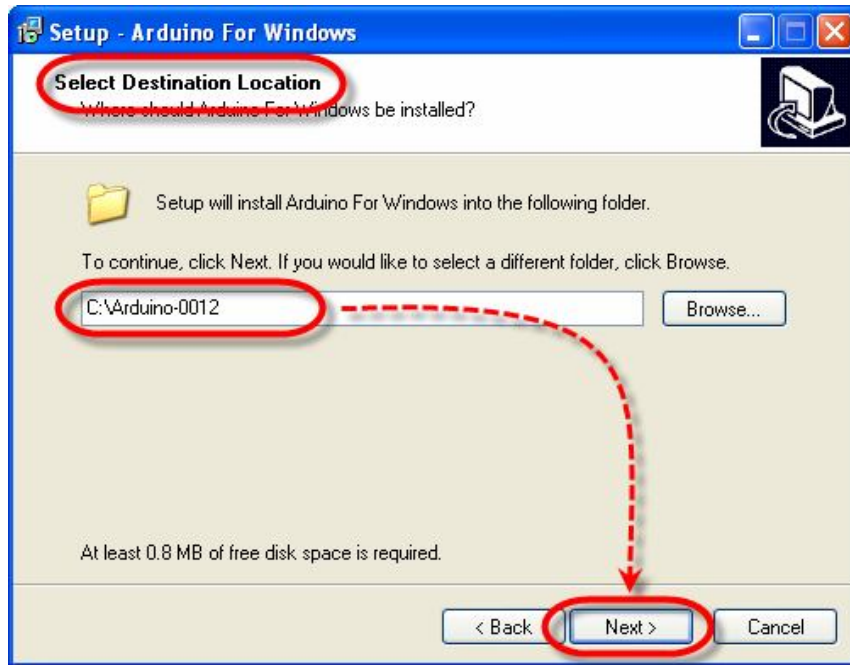 Setup - Arduino For Windows
Select Destination Location
Where should Arduino For Windows be installed?
Setup will install Arduino For Windows into the following folder.
To continue, click Next. If you would like to select a different folder, click Browse.
C:\Arduino-0012
Browse...
At least 0.8 MB of free disk space is required.
< Back
Next >
Cancel